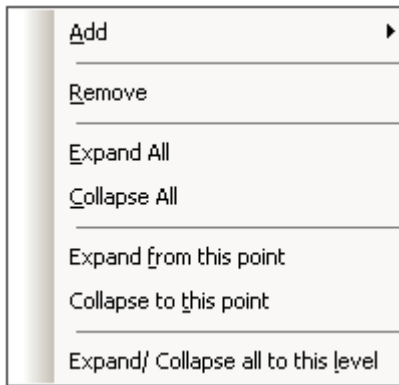 Add
Remove
Expand All
Collapse All
Expand from this point
Collapse to this point
Expand/ Collapse all to this level